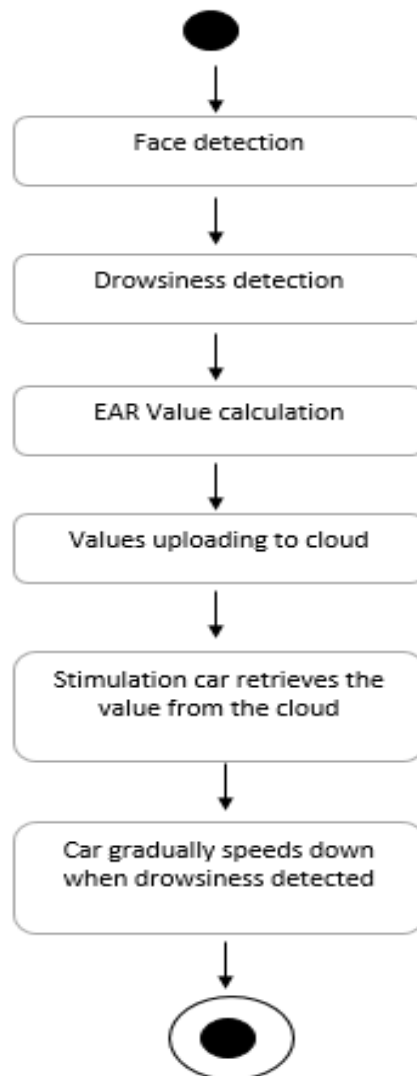 Face detection
Drowsiness detection
EAR Value calculation
Values uploading to cloud
Stimulation car retrieves the
value from the cloud
Car gradually speeds down
when drowsiness detected